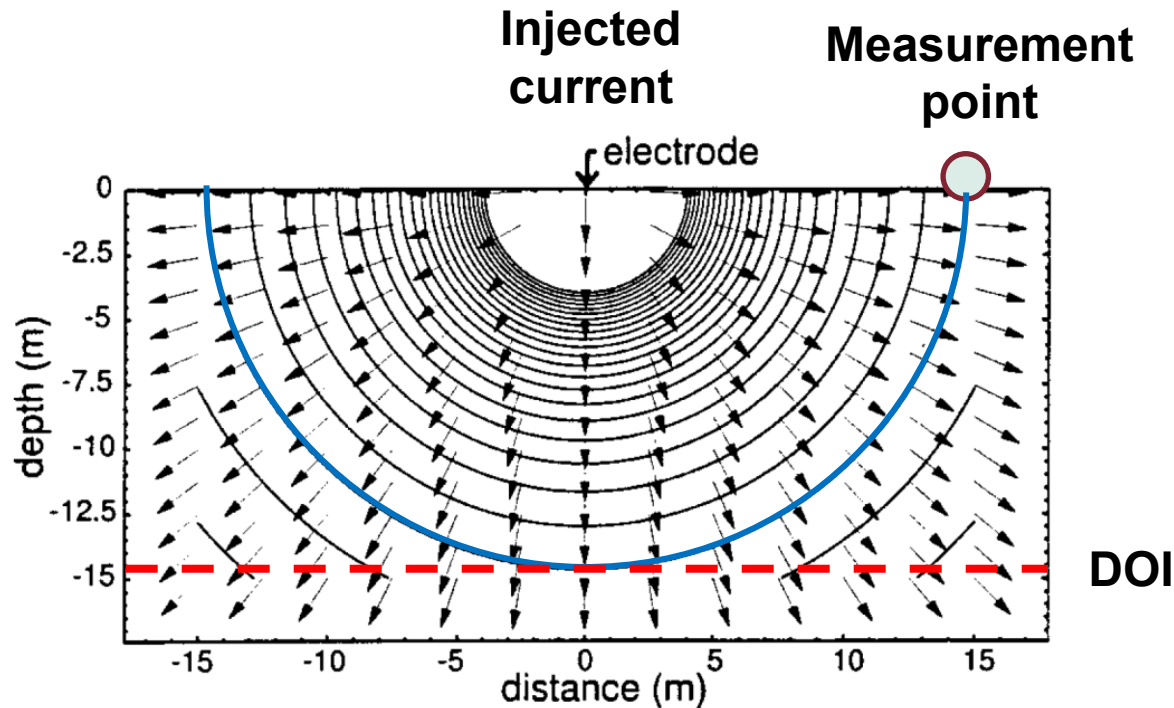 Injected
current
Measurement
point
electrode
0
-2.5
-5
-7.5
-10
-12.5
-15
depth (m)
DOI
-15
-10
-5
0
5
10
15
distance (m)